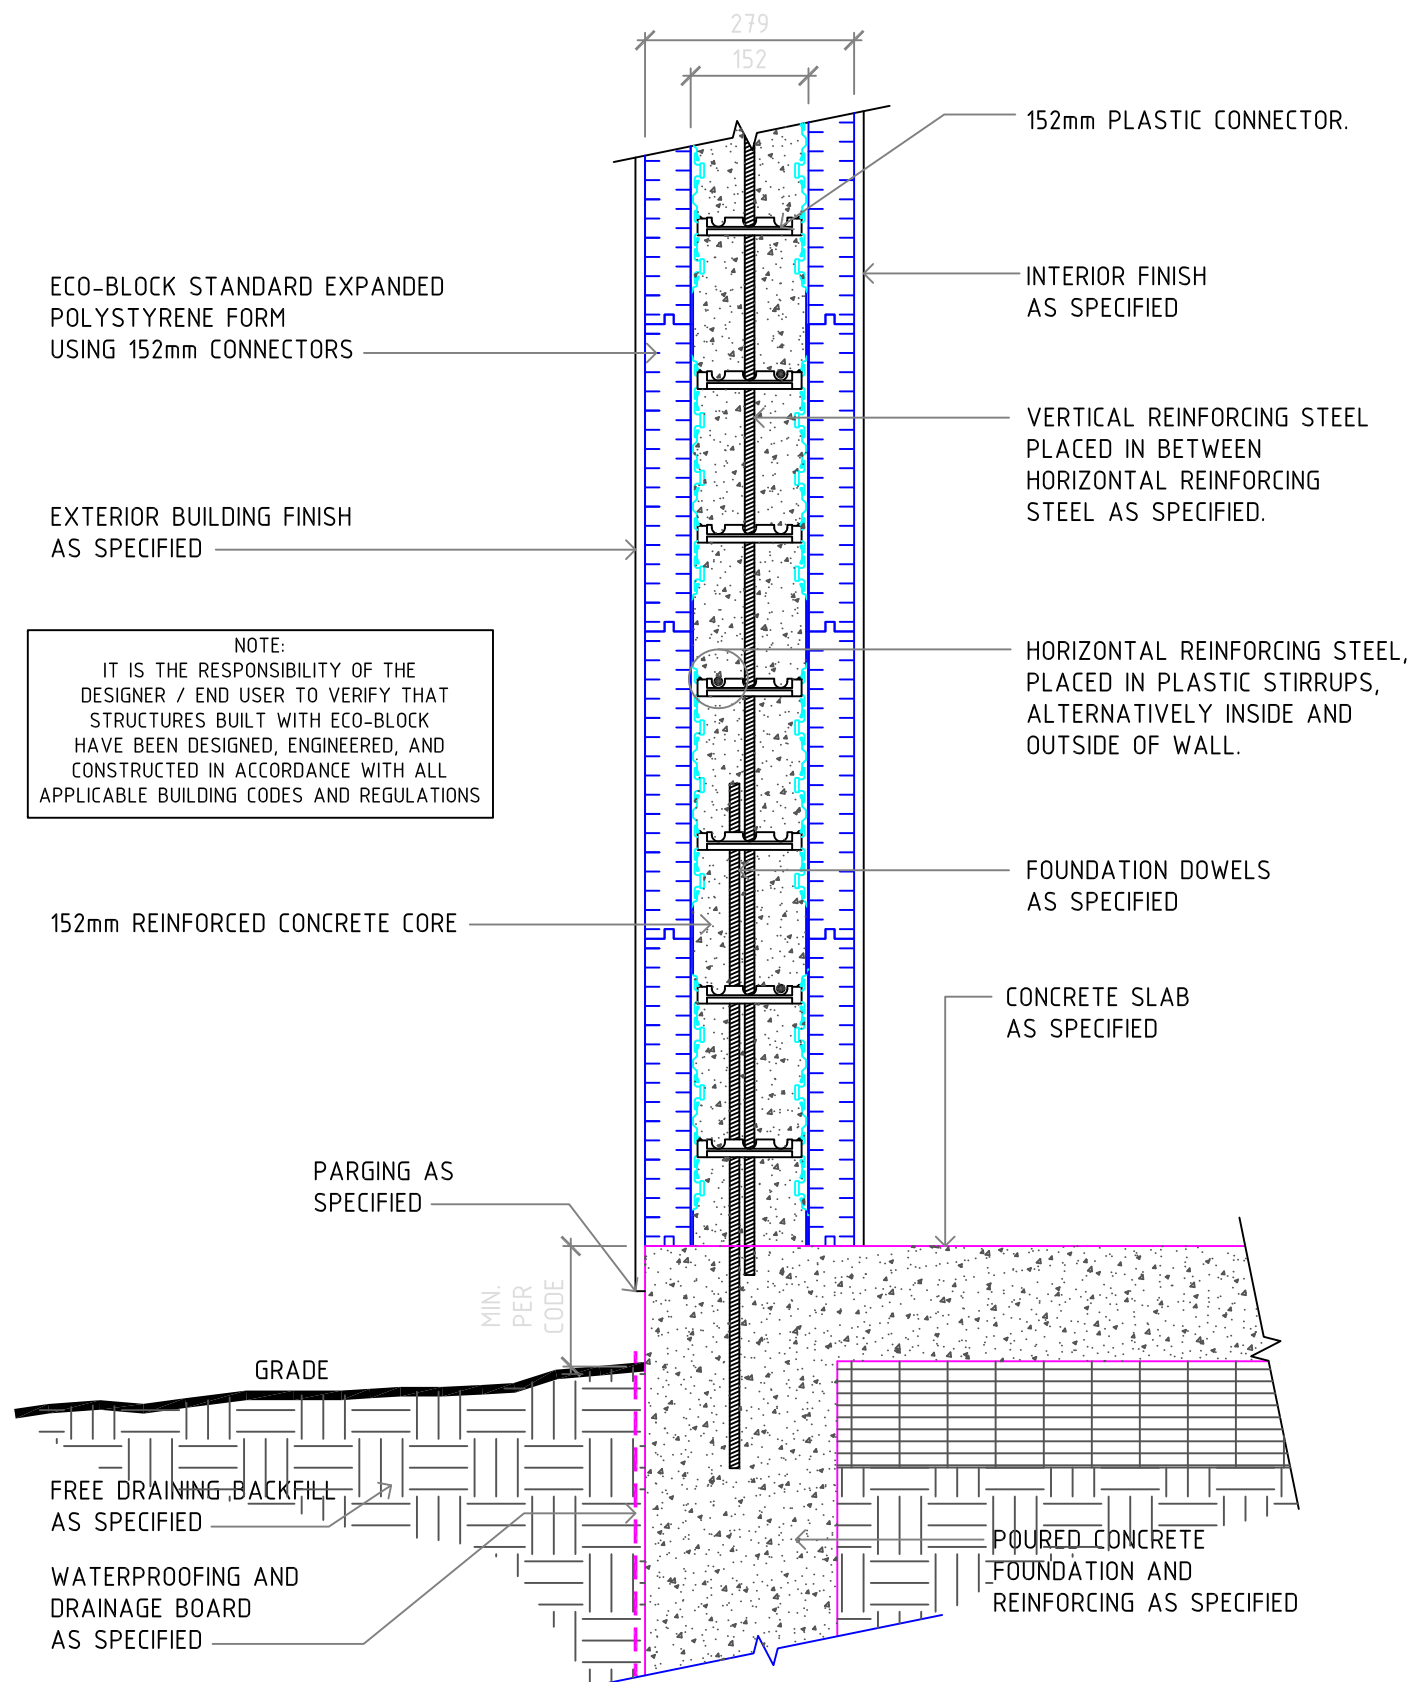 279
152
152mm PLASTIC CONNECTOR.
ECO-BLOCK STANDARD EXPANDED
POLYSTYRENE FORM
USING 152mm CONNECTORS
INTERIOR FINISH
AS SPECIFIED
VERTICAL REINFORCING STEEL
PLACED IN BETWEEN
HORIZONTAL REINFORCING
STEEL AS SPECIFIED.
EXTERIOR BUILDING FINISH
AS SPECIFIED
NOTE:
IT IS THE RESPONSIBILITY OF THE
DESIGNER / END USER TO VERIFY THAT
STRUCTURES BUILT WITH ECO-BLOCK
HAVE BEEN DESIGNED, ENGINEERED, AND
CONSTRUCTED IN ACCORDANCE WITH ALL
APPLICABLE BUILDING CODES AND REGULATIONS
HORIZONTAL REINFORCING STEEL,
PLACED IN PLASTIC STIRRUPS,
ALTERNATIVELY INSIDE AND
OUTSIDE OF WALL.
FOUNDATION DOWELS
AS SPECIFIED
152mm REINFORCED CONCRETE CORE
CONCRETE SLAB
AS SPECIFIED
PARGING AS
SPECIFIED
MIN.
PER
CODE
GRADE
FREE DRAINING BACKFILL
AS SPECIFIED
WATERPROOFING AND
DRAINAGE BOARD
AS SPECIFIED
POURED CONCRETE
FOUNDATION AND
REINFORCING AS SPECIFIED